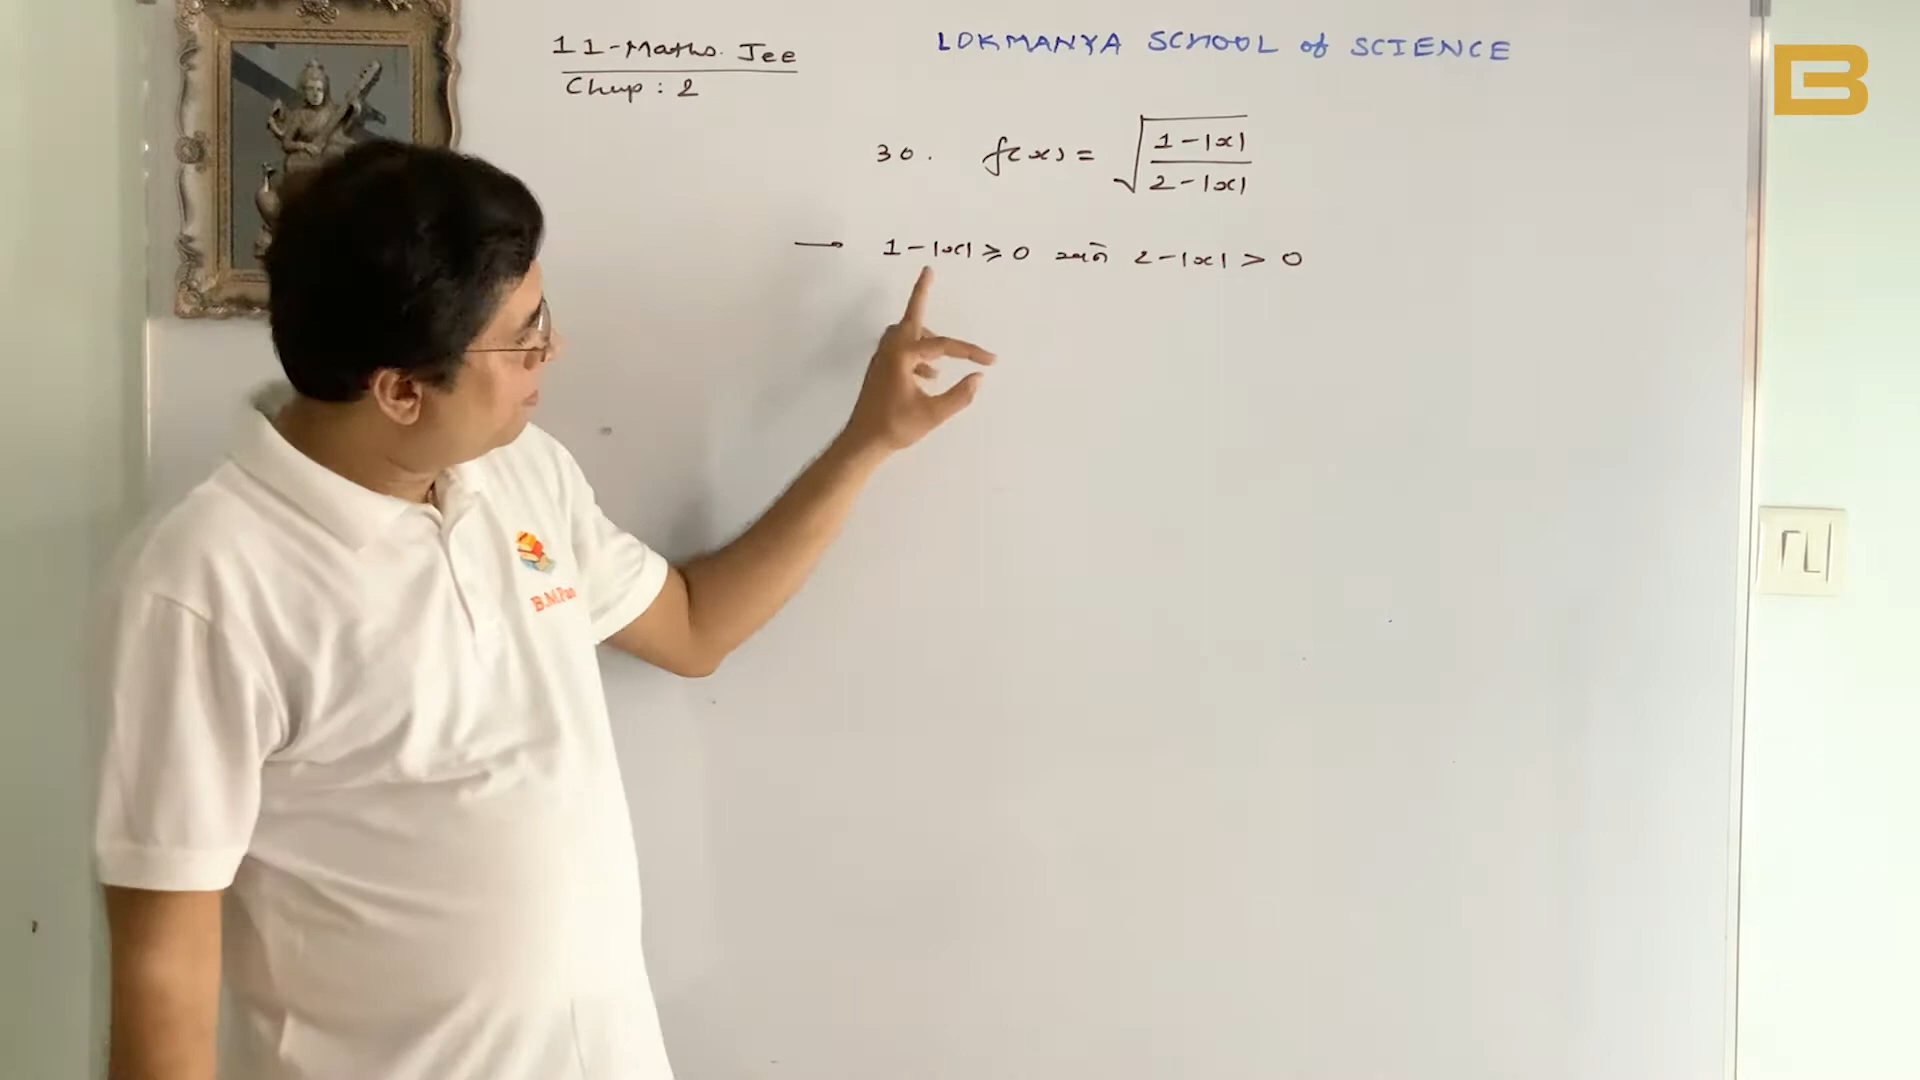 11-Maths. Jee
Chap : 2
LOKMANYA SCHOOL of SCIENCE
30. f(x) = √((1-|x|)/(2-|x|))
→ 1-|x| ≥ 0 અને 2-|x| > 0
B